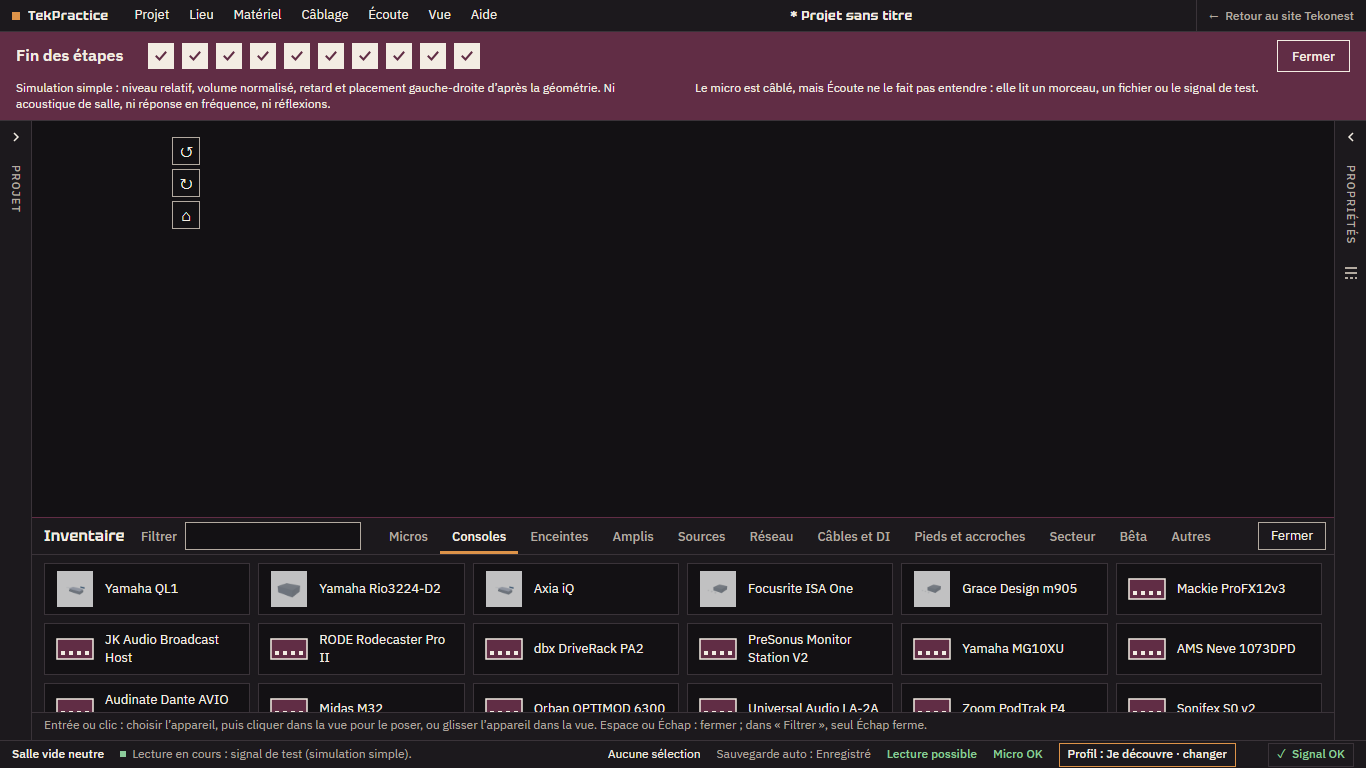 TekPractice Projet Lieu Matériel Câblage Écoute Vue Aide * Projet sans titre ← Retour au site Tekonest
Fin des étapes Fermer
Simulation simple : niveau relatif, volume normalisé, retard et placement gauche-droite d'après la géométrie. Ni
acoustique de salle, ni réponse en fréquence, ni réflexions.
Le micro est câblé, mais Écoute ne le fait pas entendre : elle lit un morceau, un fichier ou le signal de test.
PROJET
PROPRIÉTÉS
Inventaire Filtrer Micros Consoles Enceintes Amplis Sources Réseau Câbles et DI Pieds et accroches Secteur Bêta Autres Fermer
Yamaha QL1 Yamaha Rio3224-D2 Axia iQ Focusrite ISA One Grace Design m905 Mackie ProFX12v3
JK Audio Broadcast
Host
RODE Rodecaster Pro
II
dbx DriveRack PA2
PreSonus Monitor
Station V2
Yamaha MG10XU
AMS Neve 1073DPD
Audinate Dante AVIO
Midas M32 Orban OPTIMOD 6300 Universal Audio LA-2A Zoom PodTrak P4 Sonifex S0 v2
Entrée ou clic : choisir l'appareil, puis cliquer dans la vue pour le poser, ou glisser l'appareil dans la vue. Espace ou Échap : fermer ; dans « Filtrer », seul Échap ferme.
Salle vide neutre Lecture en cours : signal de test (simulation simple). Aucune sélection Sauvegarde auto : Enregistré Lecture possible Micro OK Profil : Je découvre · changer ✓ Signal OK